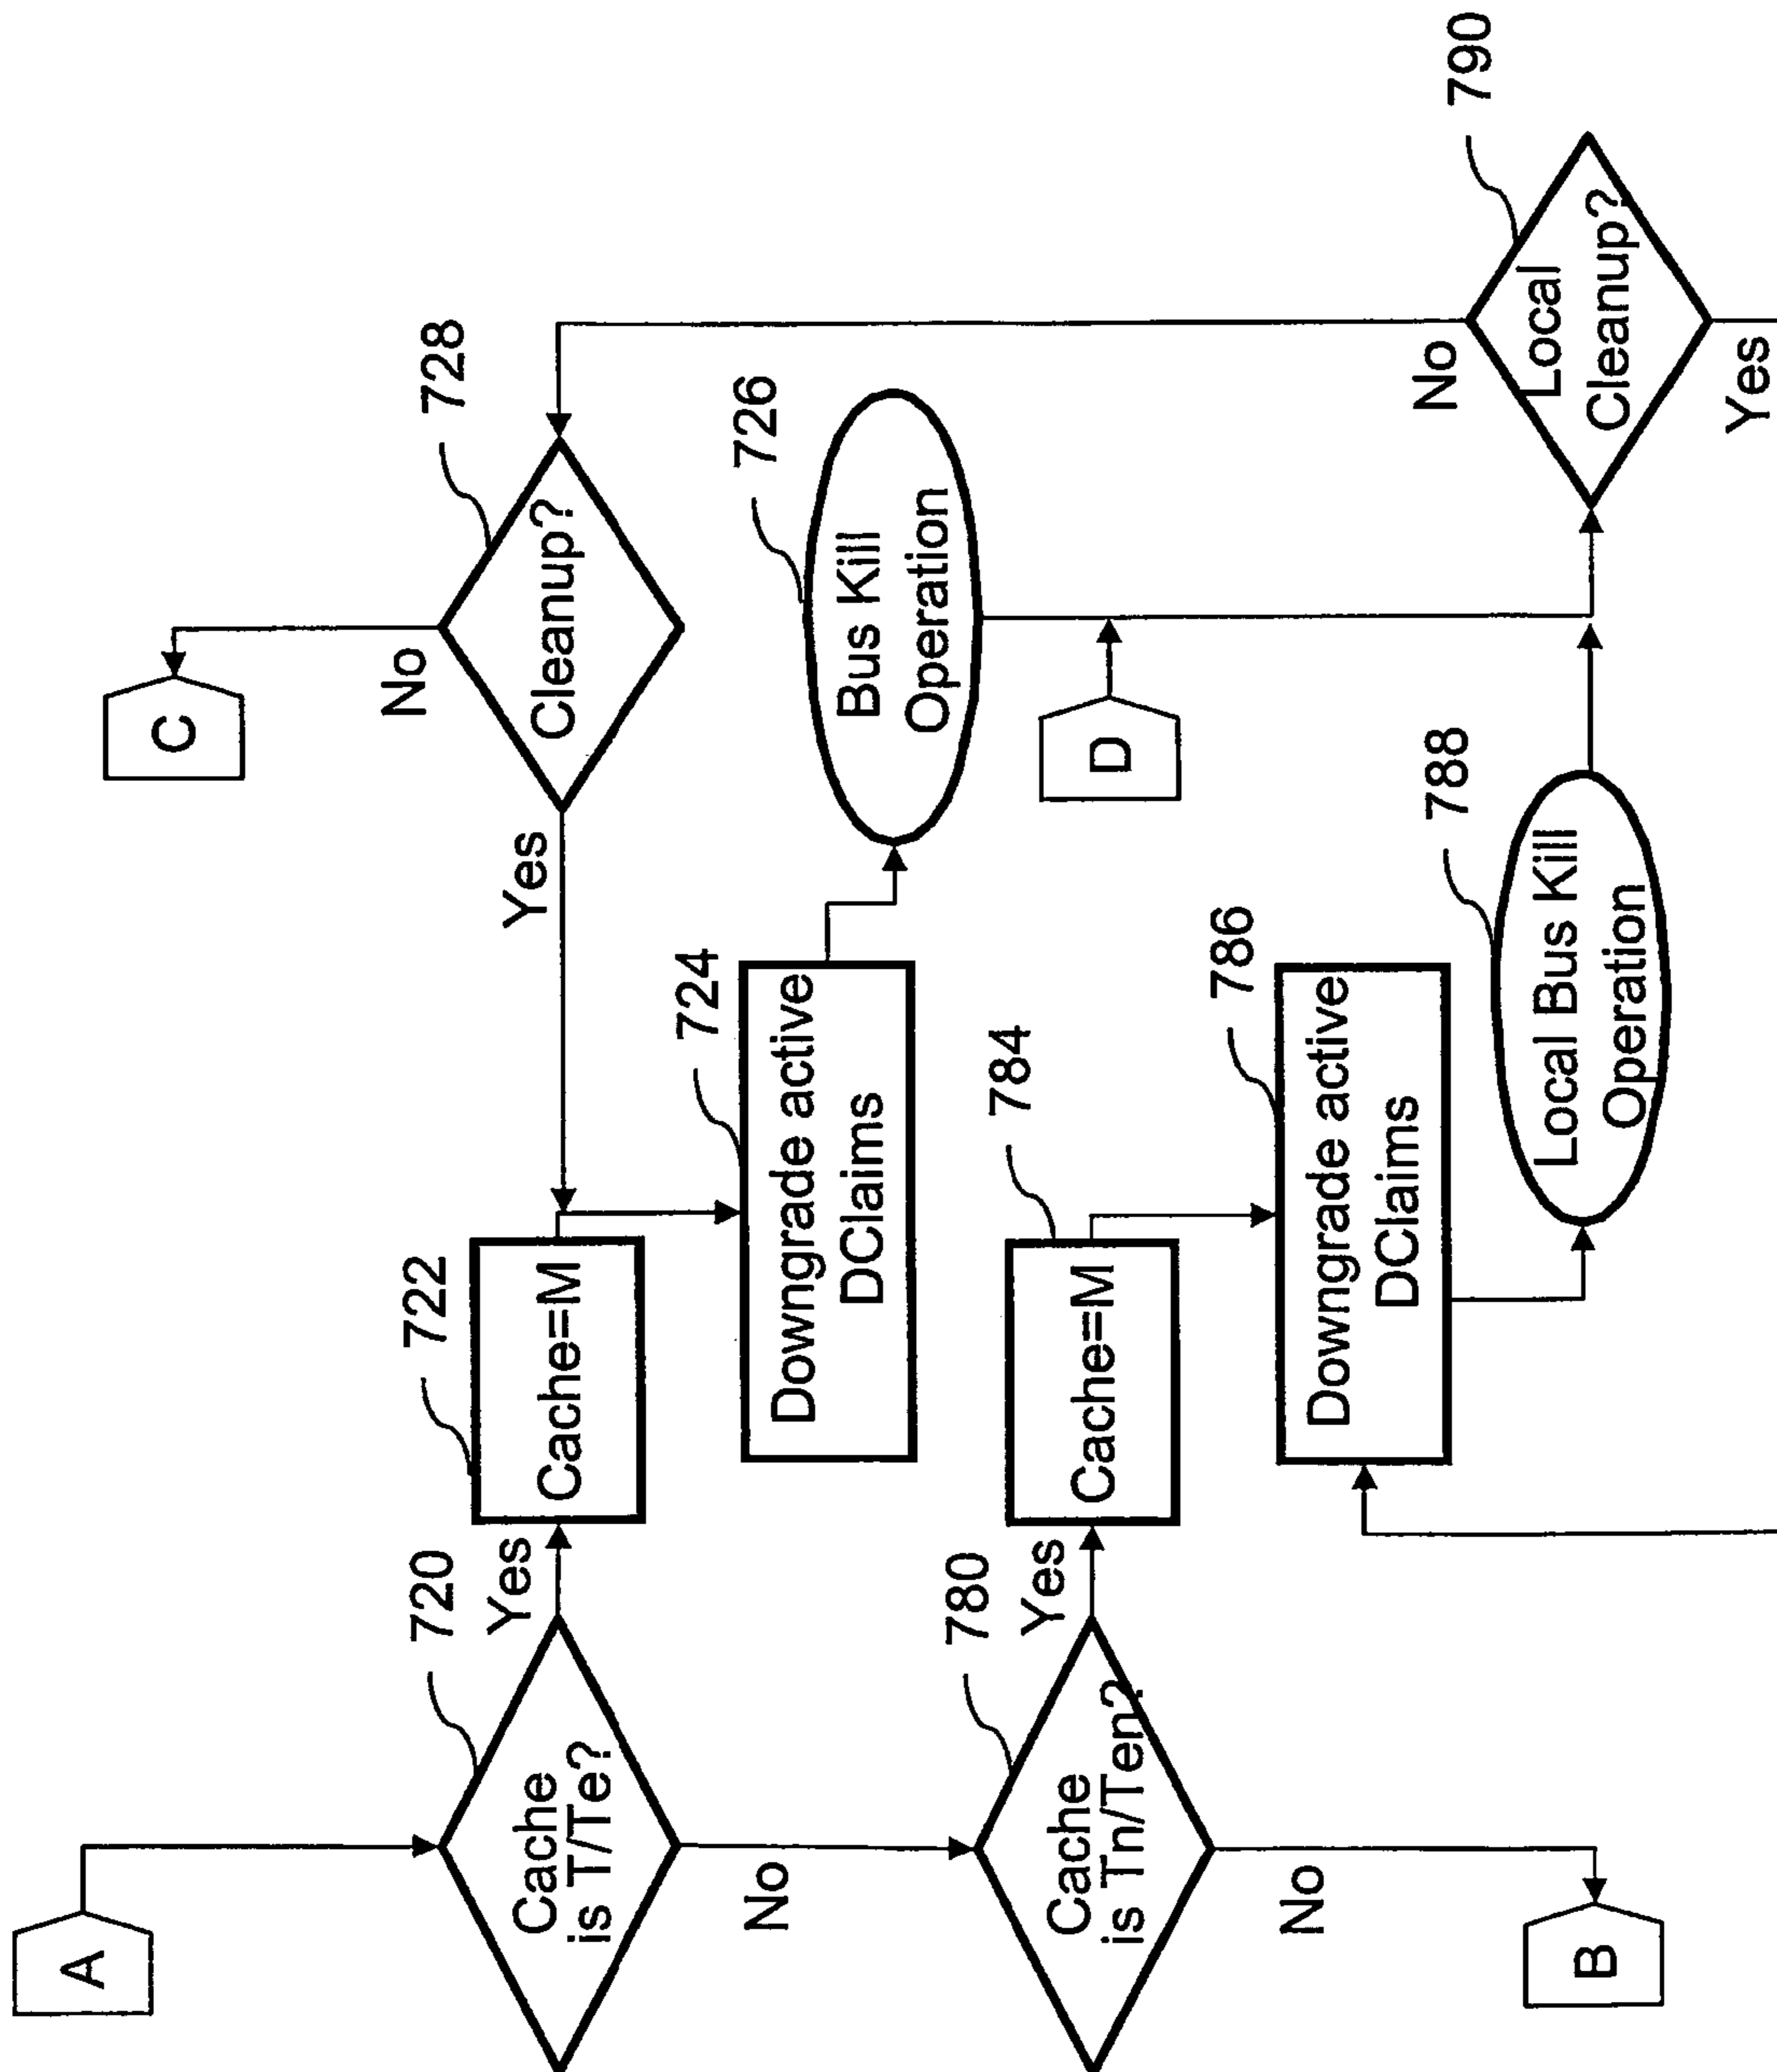 A
720
Cache
is T/Te?
Yes
No
722
Cache=M
724
Downgrade active
DClaims
726
Bus Kill
Operation
728
Cleanup?
Yes
No
C
D
780
Cache
is Tn/Ten?
Yes
No
B
784
Cache=M
786
Downgrade active
DClaims
788
Local Bus Kill
Operation
790
Local
Cleanup?
No
Yes